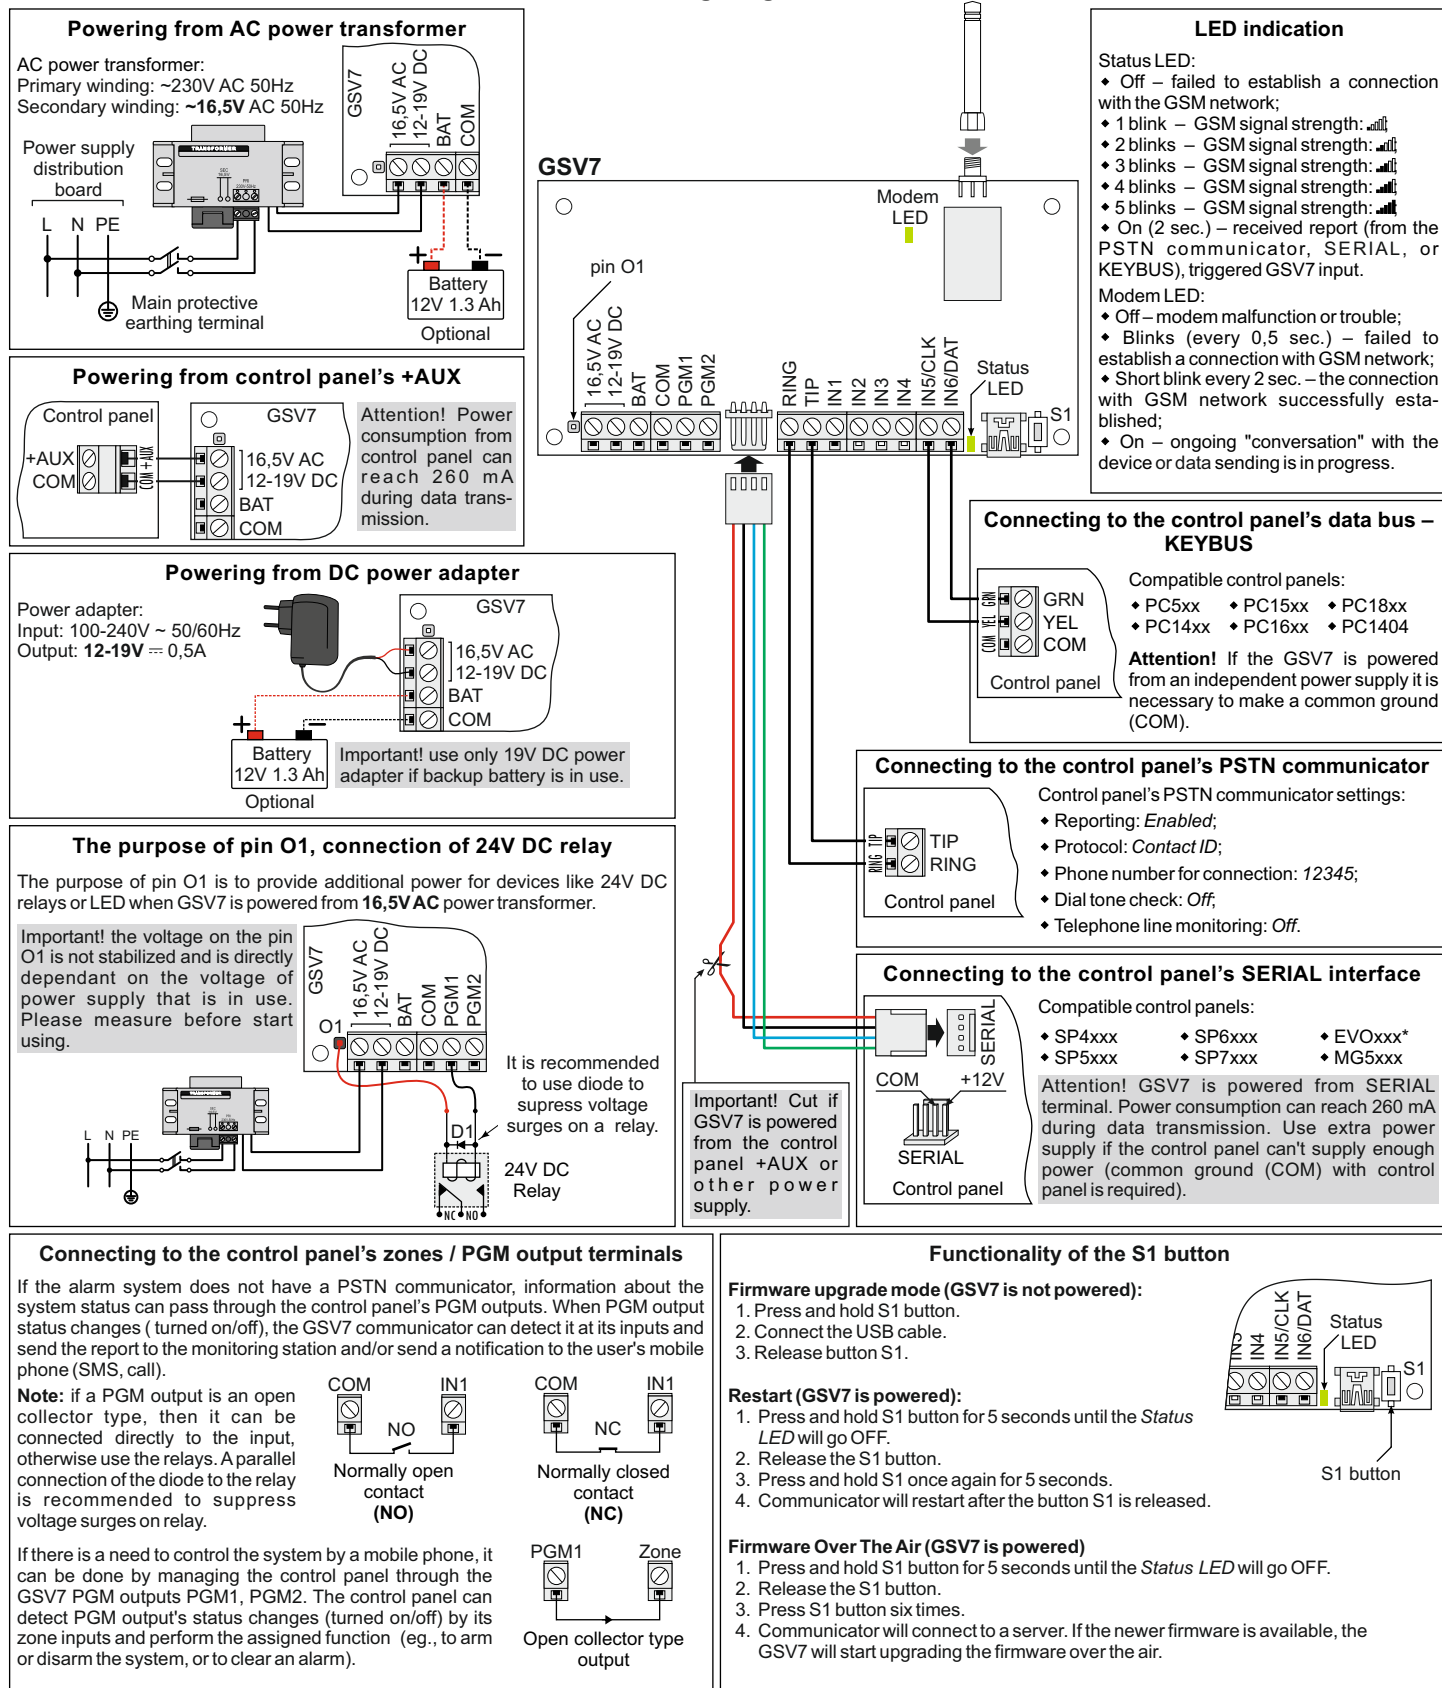 Powering from AC power transformer
AC power transformer:
Primary winding: ~230V AC 50Hz
Secondary winding: ~16,5V AC 50Hz
Power supply
distribution
board
L N PE
TRANSFORMER
Main protective
earthing terminal
GSV7
16,5V AC
12-19V DC
BAT
COM
+ −
Battery
12V 1.3 Ah
Optional
Powering from control panel's +AUX
Control panel
+AUX
COM
COM +AUX
GSV7
16,5V AC
12-19V DC
BAT
COM
Attention! Power
consumption from
control panel can
reach 260 mA
during data trans-
mission.
Powering from DC power adapter
Power adapter:
Input: 100-240V ~ 50/60Hz
Output: 12-19V ⎓ 0,5A
GSV7
16,5V AC
12-19V DC
BAT
COM
+ −
Battery
12V 1.3 Ah
Optional
Important! use only 19V DC power
adapter if backup battery is in use.
The purpose of pin O1, connection of 24V DC relay
The purpose of pin O1 is to provide additional power for devices like 24V DC
relays or LED when GSV7 is powered from 16,5V AC power transformer.
Important! the voltage on the pin
O1 is not stabilized and is directly
dependant on the voltage of
power supply that is in use.
Please measure before start
using.
GSV7
O1
16,5V AC
12-19V DC
BAT
COM
PGM1
PGM2
It is recommended
to use diode to
supress voltage
surges on a relay.
L N PE
D1
24V DC
Relay
NC NO
GSV7
Modem
LED
pin O1
16,5V AC
12-19V DC
BAT
COM
PGM1
PGM2
RING
TIP
IN1
IN2
IN3
IN4
IN5/CLK
IN6/DAT
Status
LED
S1
LED indication
Status LED:
◆ Off – failed to establish a connection
with the GSM network;
◆ 1 blink – GSM signal strength: ;
◆ 2 blinks – GSM signal strength: ;
◆ 3 blinks – GSM signal strength: ;
◆ 4 blinks – GSM signal strength: ;
◆ 5 blinks – GSM signal strength: ;
◆ On (2 sec.) – received report (from the
PSTN communicator, SERIAL, or
KEYBUS), triggered GSV7 input.
Modem LED:
◆ Off – modem malfunction or trouble;
◆ Blinks (every 0,5 sec.) – failed to
establish a connection with GSM network;
◆ Short blink every 2 sec. – the connection
with GSM network successfully esta-
blished;
◆ On – ongoing "conversation" with the
device or data sending is in progress.
Connecting to the control panel's data bus –
KEYBUS
GRN
YEL
COM
GRN
YEL
COM
Control panel
Compatible control panels:
◆ PC5xx ◆ PC15xx ◆ PC18xx
◆ PC14xx ◆ PC16xx ◆ PC1404
Attention! If the GSV7 is powered
from an independent power supply it is
necessary to make a common ground
(COM).
Connecting to the control panel's PSTN communicator
TIP
RING
TIP
RING
Control panel
Control panel's PSTN communicator settings:
◆ Reporting: Enabled;
◆ Protocol: Contact ID;
◆ Phone number for connection: 12345;
◆ Dial tone check: Off;
◆ Telephone line monitoring: Off.
Connecting to the control panel's SERIAL interface
SERIAL
COM +12V
SERIAL
Control panel
Compatible control panels:
◆ SP4xxx ◆ SP6xxx ◆ EVOxxx*
◆ SP5xxx ◆ SP7xxx ◆ MG5xxx
Attention! GSV7 is powered from SERIAL
terminal. Power consumption can reach 260 mA
during data transmission. Use extra power
supply if the control panel can't supply enough
power (common ground (COM) with control
panel is required).
Important! Cut if
GSV7 is powered
from the control
panel +AUX or
other power
supply.
Connecting to the control panel's zones / PGM output terminals
If the alarm system does not have a PSTN communicator, information about the
system status can pass through the control panel's PGM outputs. When PGM output
status changes ( turned on/off), the GSV7 communicator can detect it at its inputs and
send the report to the monitoring station and/or send a notification to the user's mobile
phone (SMS, call).
Note: if a PGM output is an open
collector type, then it can be
connected directly to the input,
otherwise use the relays. A parallel
connection of the diode to the relay
is recommended to suppress
voltage surges on relay.
COM IN1
NO
Normally open
contact
(NO)
COM IN1
NC
Normally closed
contact
(NC)
If there is a need to control the system by a mobile phone, it
can be done by managing the control panel through the
GSV7 PGM outputs PGM1, PGM2. The control panel can
detect PGM output's status changes (turned on/off) by its
zone inputs and perform the assigned function (eg., to arm
or disarm the system, or to clear an alarm).
PGM1 Zone
Open collector type
output
Functionality of the S1 button
Firmware upgrade mode (GSV7 is not powered):
1. Press and hold S1 button.
2. Connect the USB cable.
3. Release button S1.
Restart (GSV7 is powered):
1. Press and hold S1 button for 5 seconds until the Status
LED will go OFF.
2. Release the S1 button.
3. Press and hold S1 once again for 5 seconds.
4. Communicator will restart after the button S1 is released.
IN3
IN4
IN5/CLK
IN6/DAT
Status
LED
S1
S1 button
Firmware Over The Air (GSV7 is powered)
1. Press and hold S1 button for 5 seconds until the Status LED will go OFF.
2. Release the S1 button.
3. Press S1 button six times.
4. Communicator will connect to a server. If the newer firmware is available, the
GSV7 will start upgrading the firmware over the air.